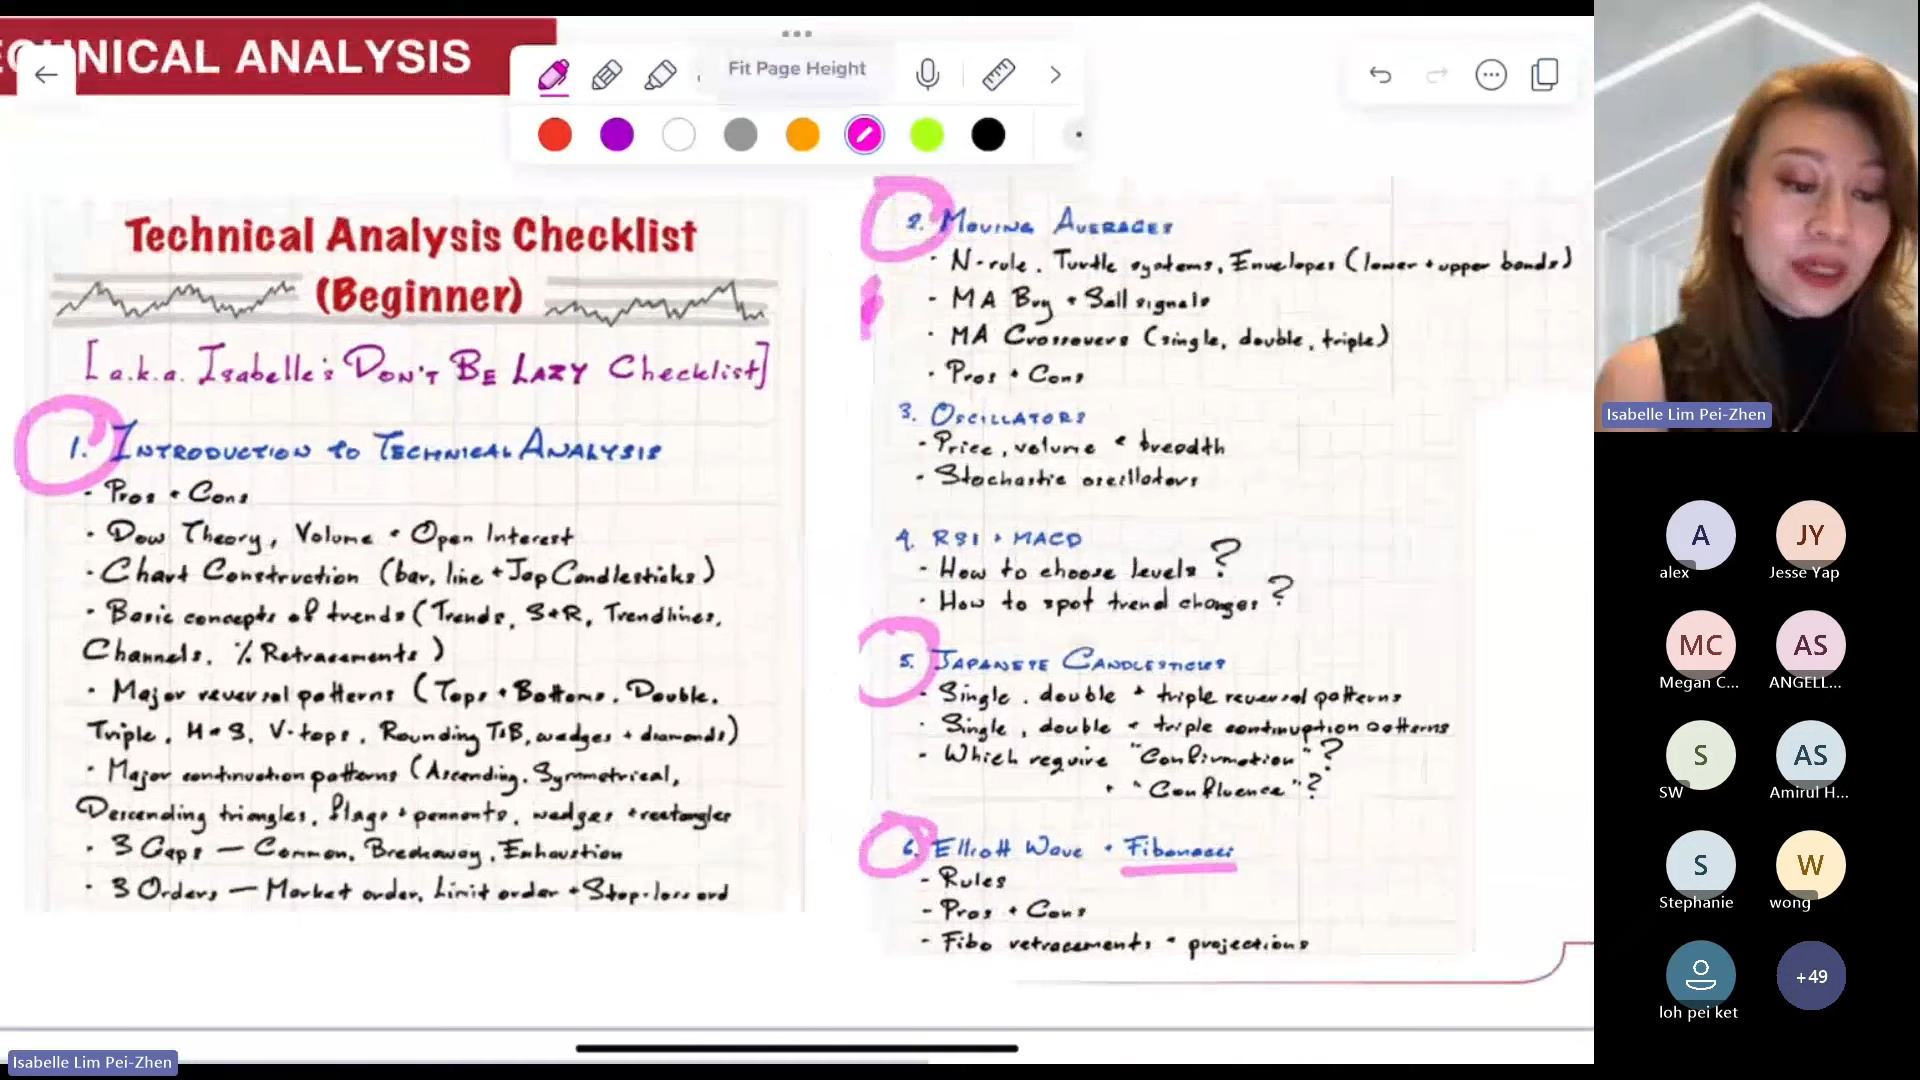 ECHNICAL ANALYSIS
Fit Page Height
Technical Analysis Checklist
(Beginner)
[a.k.a. Isabelle's DON'T BE LAZY Checklist]
1. INTRODUCTION to TECHNICAL ANALYSIS
- Pros + Cons
· Dow Theory, Volume + Open Interest
· Chart Construction (bar, line + Jap Candlesticks)
· Basic concepts of trends (Trends, S+R, Trendlines,
Channels, % Retracements)
· Major reversal patterns (Tops + Bottoms, Double,
Triple, H+S, V-tops, Rounding T+B, wedges + diamonds)
· Major continuation patterns (Ascending, Symmetrical,
Descending triangles, flags + pennants, wedges + rectangles
· 3 Gaps — Common, Breakaway, Exhaustion
· 3 Orders — Market order, Limit order + Stop-loss ord
2. MOVING AVERAGES
· N-rule, Turtle systems, Envelopes (lower + upper bands)
- MA Buy + Sell signals
· MA Crossovers (single, double, triple)
· Pros + Cons
3. OSCILLATORS
- Price, volume + breadth
- Stochastic oscillators
4. RSI + MACD
· How to choose levels?
· How to spot trend changes?
5. JAPANESE CANDLESTICKS
- Single, double + triple reversal patterns
· Single, double + triple continuation patterns
- Which require "Confirmation"?
+ "Confluence"?
6. Elliott Wave + Fibonacci
- Rules
- Pros + Cons
- Fibo retracements + projections
Isabelle Lim Pei-Zhen
Isabelle Lim Pei-Zhen
A
alex
JY
Jesse Yap
MC
Megan C...
AS
ANGELL...
S
SW
AS
Amirul H...
S
Stephanie
W
wong
loh pei ket
+49